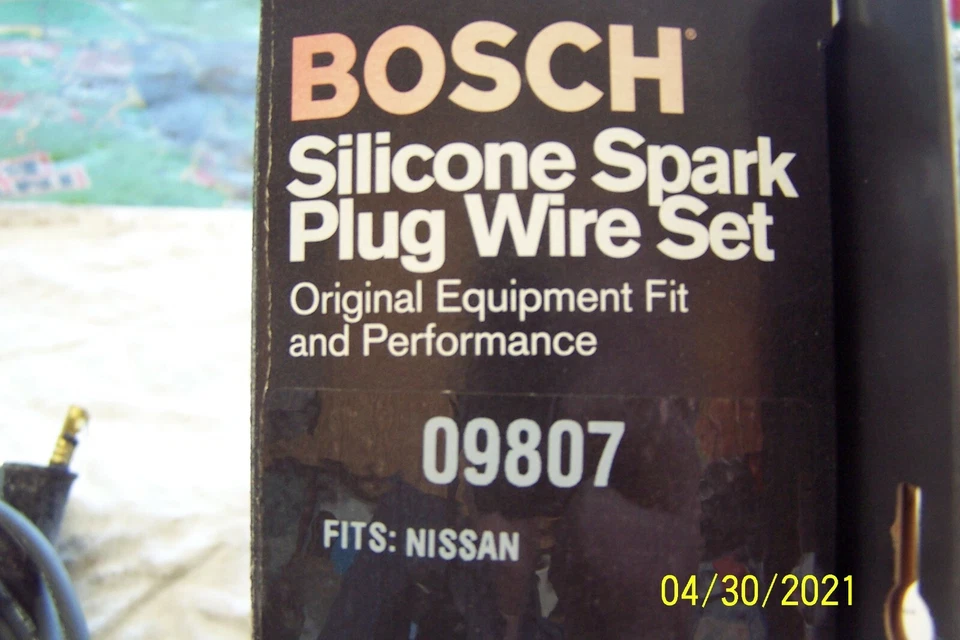 BOSCH®
Silicone Spark
Plug Wire Set
Original Equipment Fit
and Performance
09807
FITS: NISSAN
04/30/2021